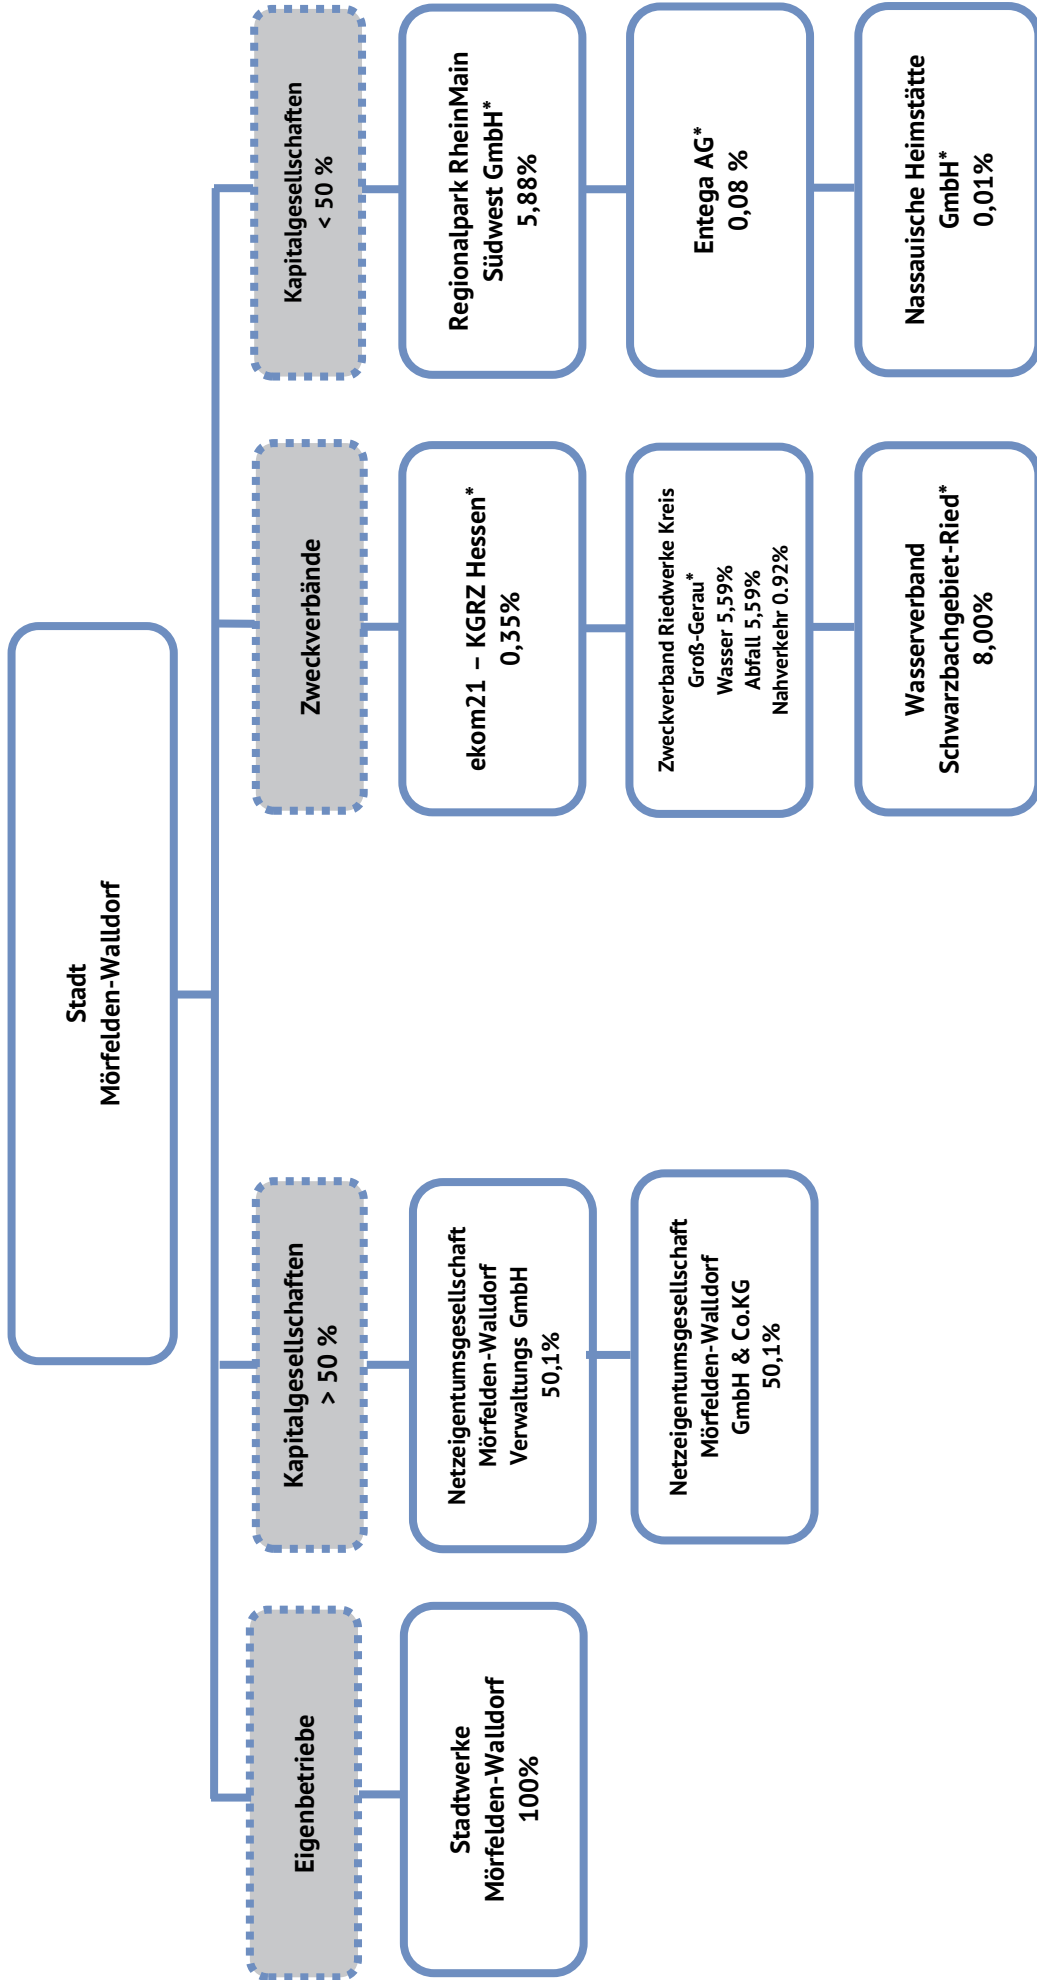 Stadt
Mörfelden-Walldorf
Eigenbetriebe
Stadtwerke
Mörfelden-Walldorf
100%
Kapitalgesellschaften
> 50 %
Netzeigentumsgesellschaft
Mörfelden-Walldorf
Verwaltungs GmbH
50,1%
Netzeigentumsgesellschaft
Mörfelden-Walldorf
GmbH & Co.KG
50,1%
Zweckverbände
ekom21 – KGRZ Hessen*
0,35%
Zweckverband Riedwerke Kreis
Groß-Gerau*
Wasser 5,59%
Abfall 5,59%
Nahverkehr 0.92%
Wasserverband
Schwarzbachgebiet-Ried*
8,00%
Kapitalgesellschaften
< 50 %
Regionalpark RheinMain
Südwest GmbH*
5,88%
Entega AG*
0,08 %
Nassauische Heimstätte
GmbH*
0,01%